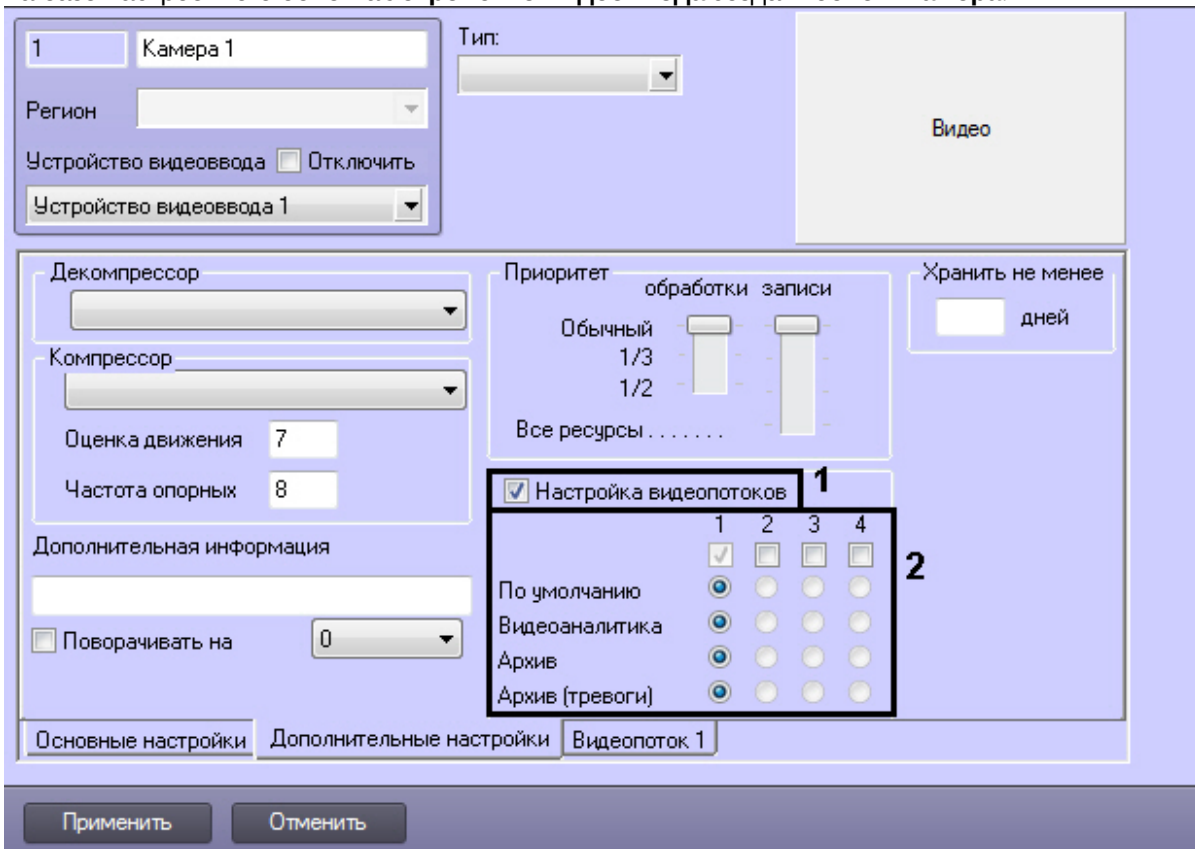 1 Камера 1
Тип:
Регион
Видео
Устройство видеоввода Отключить
Устройство видеоввода 1
Декомпрессор
Компрессор
Оценка движения 7
Частота опорных 8
Дополнительная информация
Поворачивать на 0
Приоритет
обработки записи
Обычный
1/3
1/2
Все ресурсы . . . . . . .
Хранить не менее
дней
Настройка видеопотоков 1
1 2 3 4
2
По умолчанию
Видеоаналитика
Архив
Архив (тревоги)
Основные настройки Дополнительные настройки Видеопоток 1
Применить Отменить